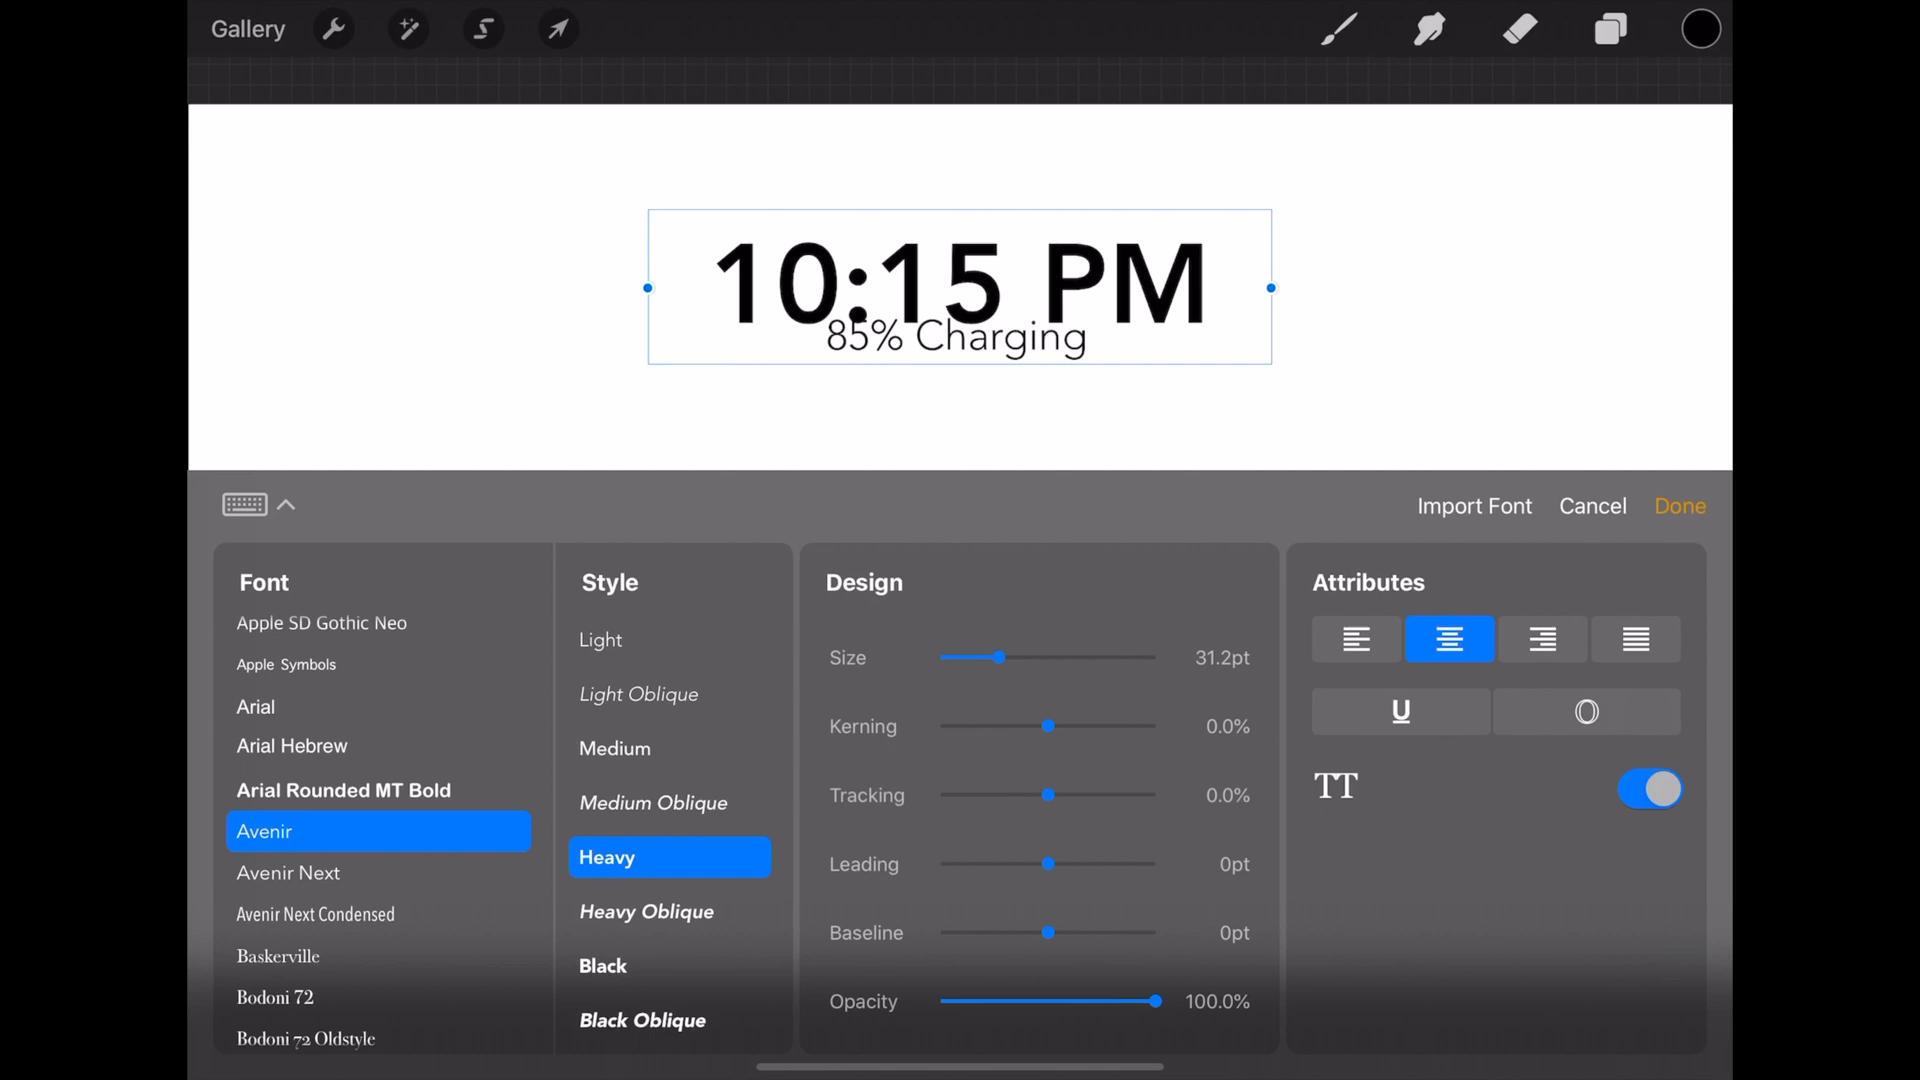 Gallery
10:15 PM
85% Charging
Import Font
Cancel
Done
Font
Apple SD Gothic Neo
Apple Symbols
Arial
Arial Hebrew
Arial Rounded MT Bold
Avenir
Avenir Next
Avenir Next Condensed
Baskerville
Bodoni 72
Bodoni 72 Oldstyle
Style
Light
Light Oblique
Medium
Medium Oblique
Heavy
Heavy Oblique
Black
Black Oblique
Design
Size 31.2pt
Kerning 0.0%
Tracking 0.0%
Leading 0pt
Baseline 0pt
Opacity 100.0%
Attributes
U
O
TT